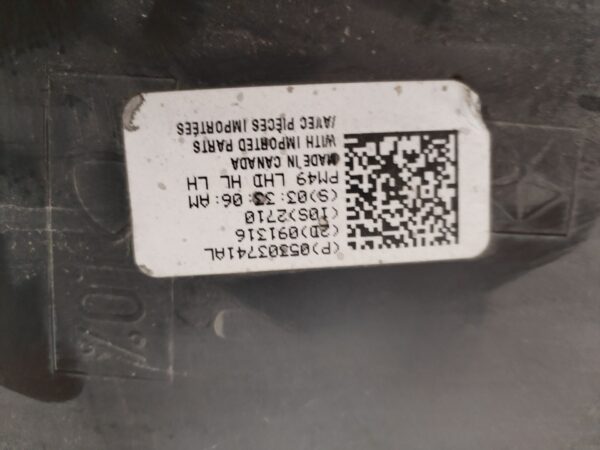 (P)05303741AL
(2D)091316
(10S)2710
(S)03:33:06:AM
PM49 LHD HL LH
MADE IN CANADA
WITH IMPORTED PARTS
/AVEC PIÈCES IMPORTÉES